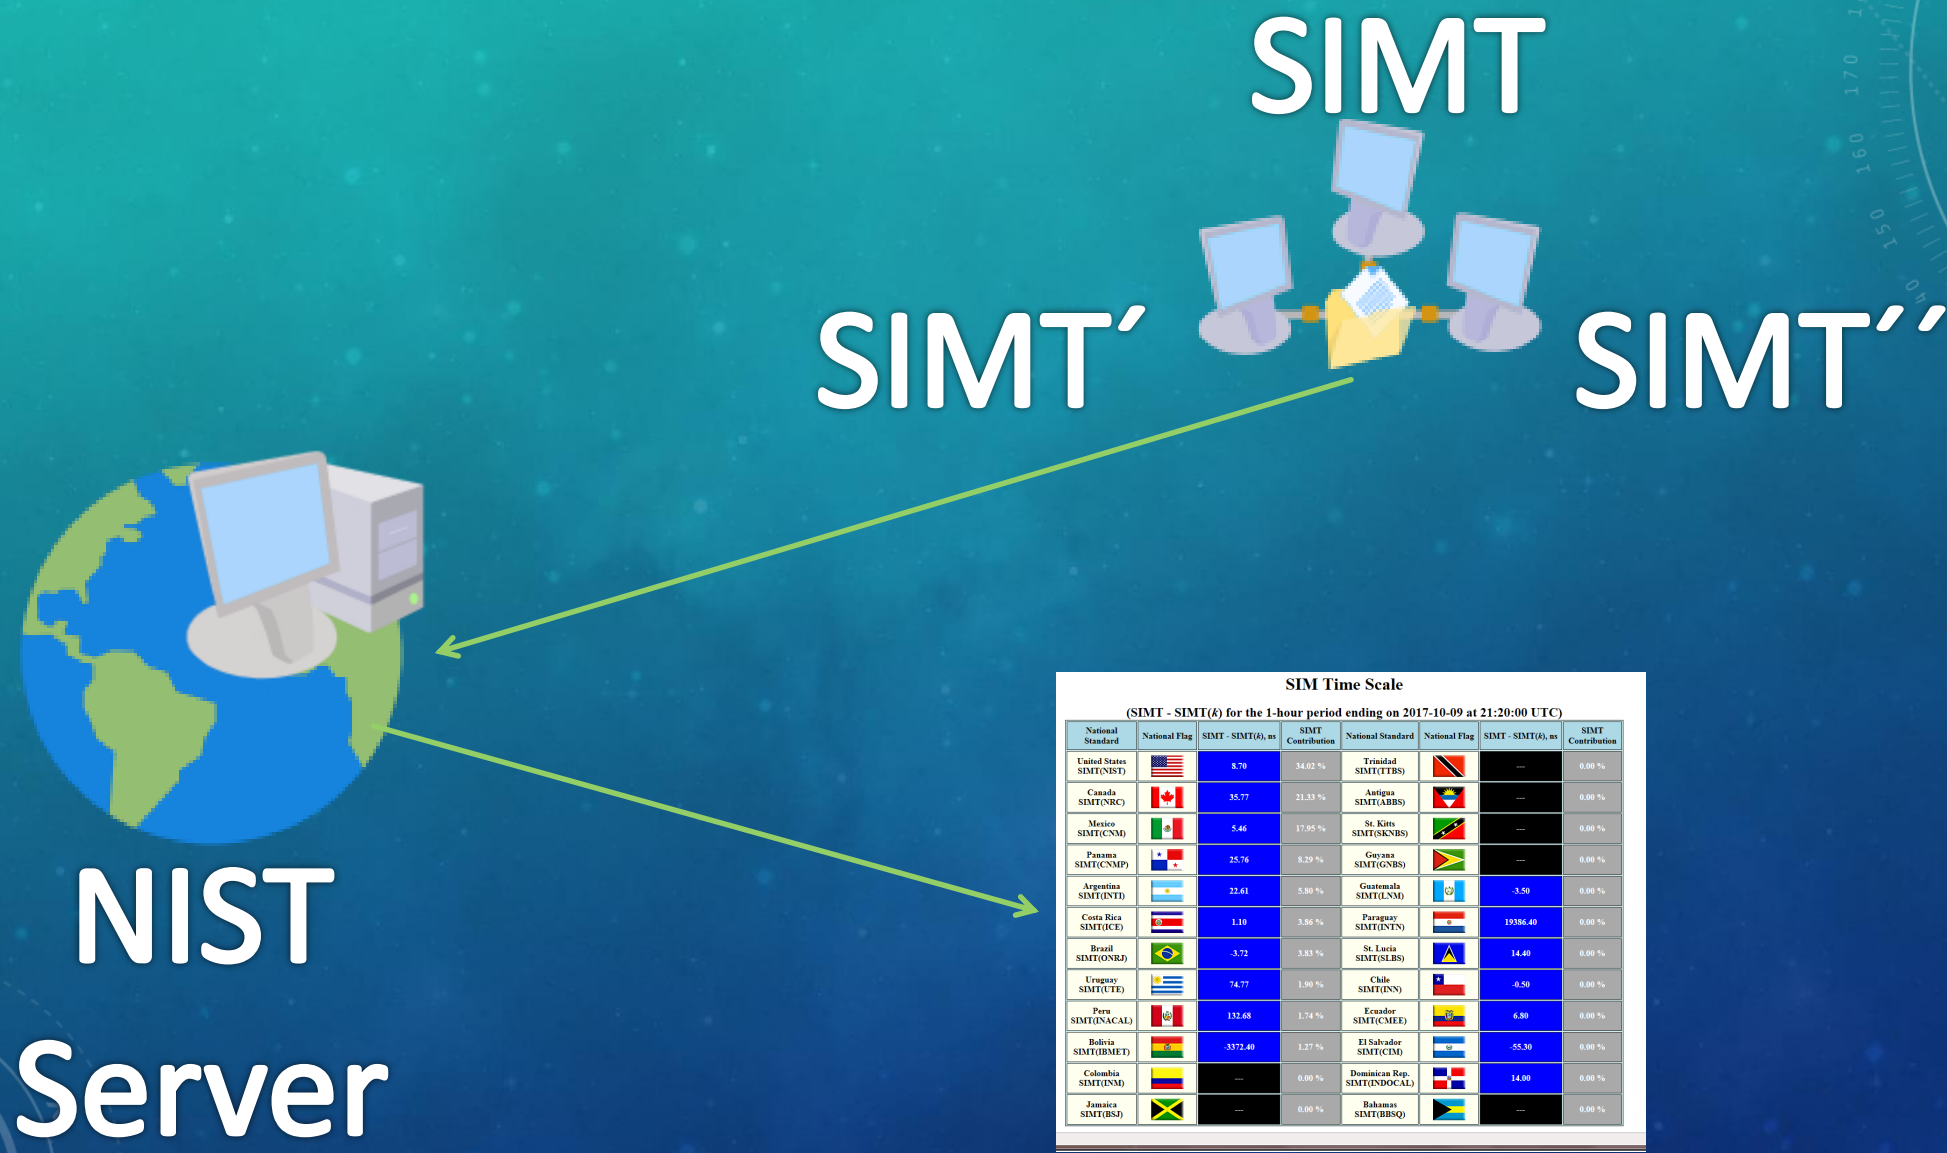 SIMT
SIMT´
SIMT´´
NIST
Server
SIM Time Scale
(SIMT - SIMT(k) for the 1-hour period ending on 2017-10-09 at 21:20:00 UTC)
National Standard National Flag SIMT - SIMT(k), ns SIMT Contribution National Standard National Flag SIMT - SIMT(k), ns SIMT Contribution
United States SIMT(NIST) 8.70 34.02 % Trinidad SIMT(TTBS) --- 0.00 %
Canada SIMT(NRC) 35.77 21.33 % Antigua SIMT(ABBS) --- 0.00 %
Mexico SIMT(CNM) 5.46 17.95 % St. Kitts SIMT(SKNBS) --- 0.00 %
Panama SIMT(CNMP) 25.76 8.29 % Guyana SIMT(GNBS) --- 0.00 %
Argentina SIMT(INTI) 22.61 5.80 % Guatemala SIMT(LNM) -3.50 0.00 %
Costa Rica SIMT(ICE) 1.10 3.86 % Paraguay SIMT(INTN) 19386.40 0.00 %
Brazil SIMT(ONRJ) -3.72 3.83 % St. Lucia SIMT(SLBS) 14.40 0.00 %
Uruguay SIMT(UTE) 74.77 1.90 % Chile SIMT(INN) -0.50 0.00 %
Peru SIMT(INACAL) 132.68 1.74 % Ecuador SIMT(CMEE) 6.80 0.00 %
Bolivia SIMT(IBMET) -3372.40 1.27 % El Salvador SIMT(CIM) -55.30 0.00 %
Colombia SIMT(INM) --- 0.00 % Dominican Rep. SIMT(INDOCAL) 14.00 0.00 %
Jamaica SIMT(BSJ) --- 0.00 % Bahamas SIMT(BBSQ) --- 0.00 %
170
160
150